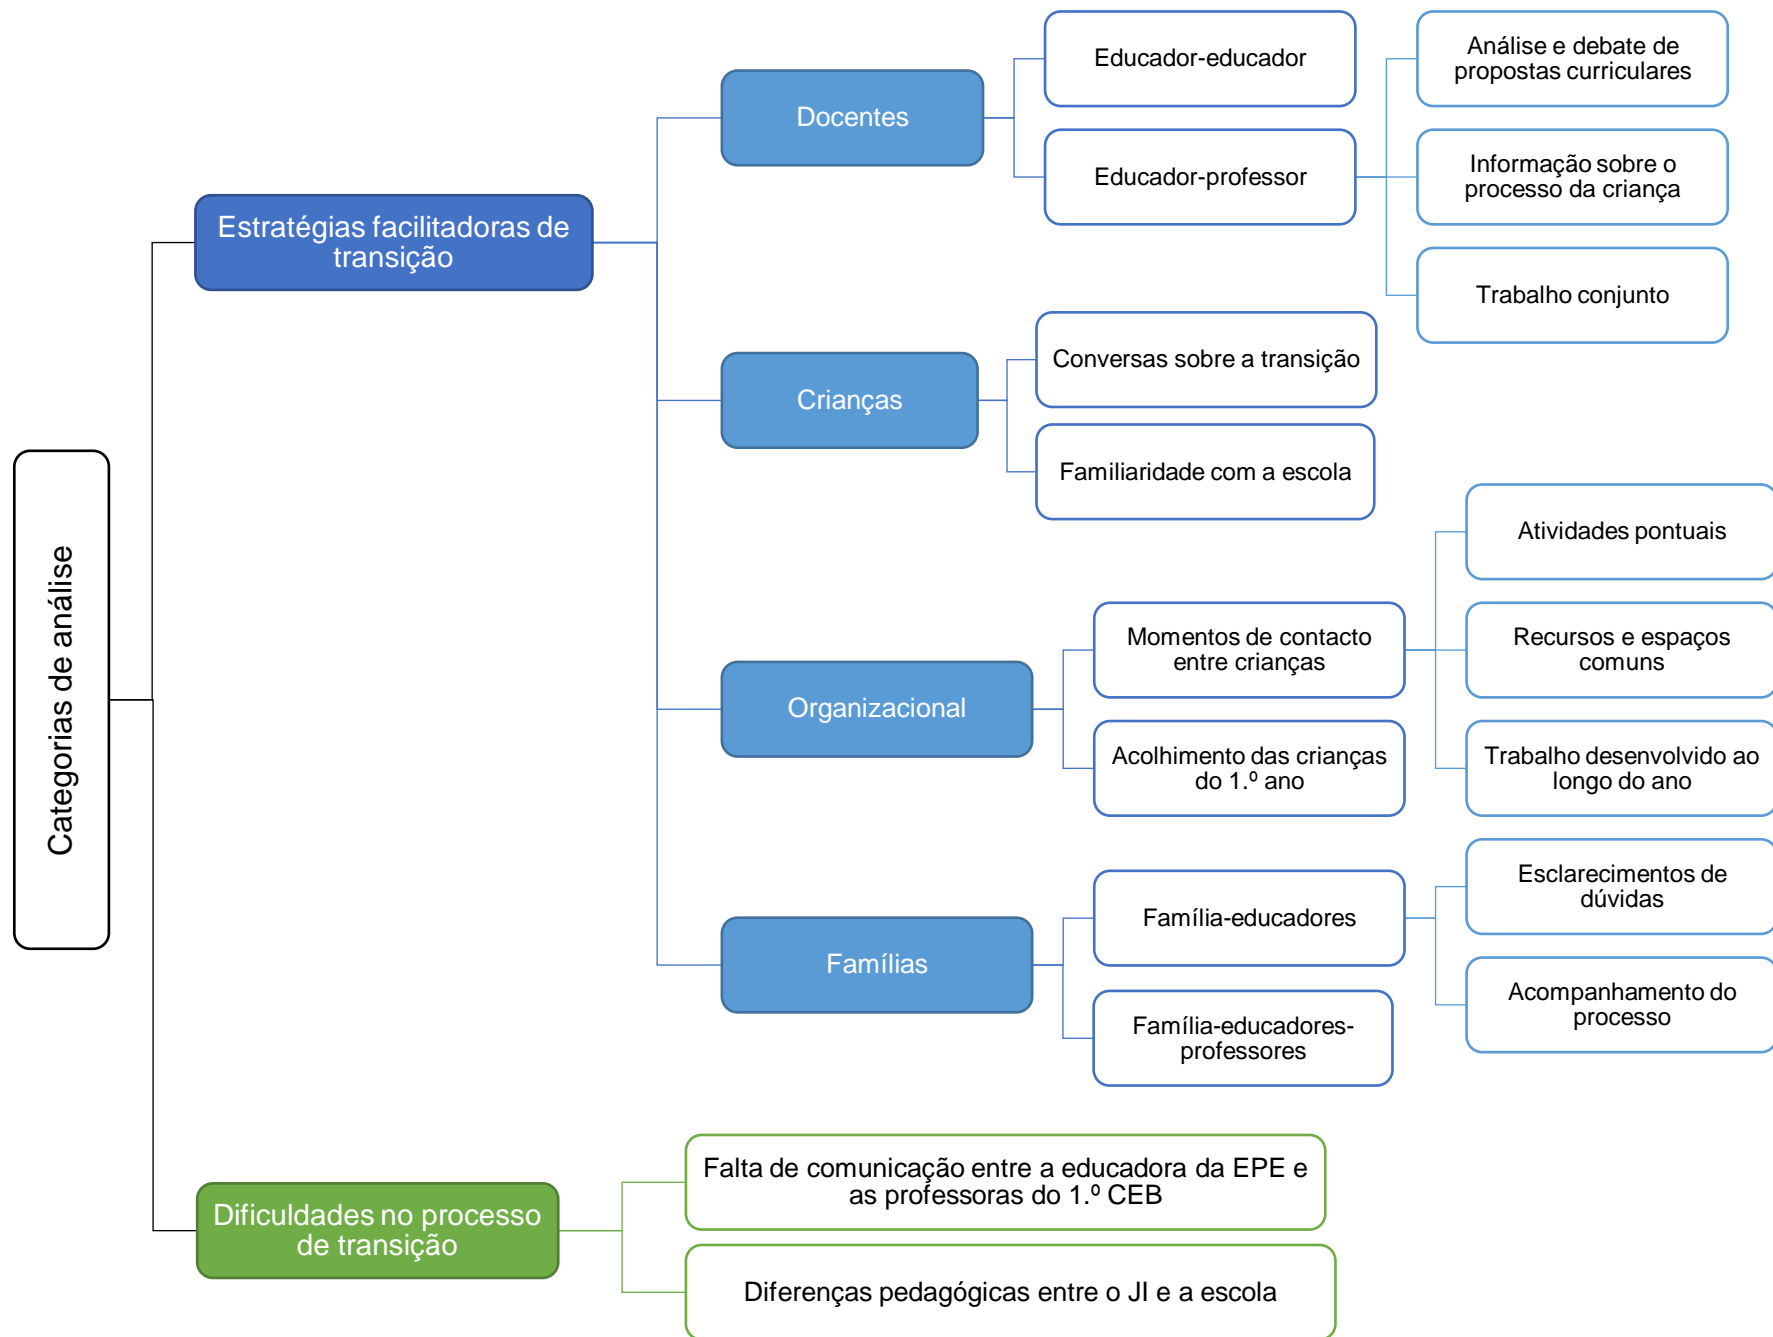 Categorias de análise
Estratégias facilitadoras de
transição
Docentes
Educador-educador
Educador-professor
Análise e debate de
propostas curriculares
Informação sobre o
processo da criança
Trabalho conjunto
Crianças
Conversas sobre a transição
Familiaridade com a escola
Organizacional
Momentos de contacto
entre crianças
Atividades pontuais
Recursos e espaços
comuns
Trabalho desenvolvido ao
longo do ano
Acolhimento das crianças
do 1.º ano
Famílias
Família-educadores
Esclarecimentos de
dúvidas
Acompanhamento do
processo
Família-educadores-
professores
Dificuldades no processo
de transição
Falta de comunicação entre a educadora da EPE e
as professoras do 1.º CEB
Diferenças pedagógicas entre o JI e a escola